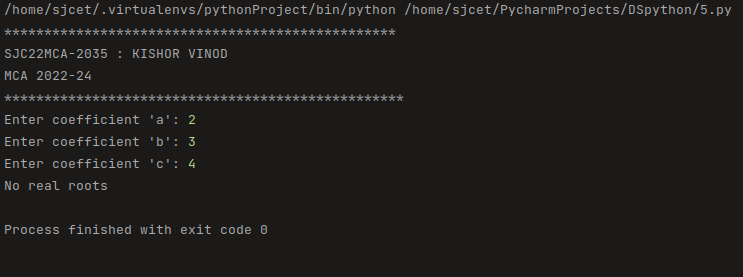 /home/sjcet/.virtualenvs/pythonProject/bin/python /home/sjcet/PycharmProjects/DSpython/5.py
*************************************************
SJC22MCA-2035 : KISHOR VINOD
MCA 2022-24
**************************************************
Enter coefficient 'a': 2
Enter coefficient 'b': 3
Enter coefficient 'c': 4
No real roots
Process finished with exit code 0